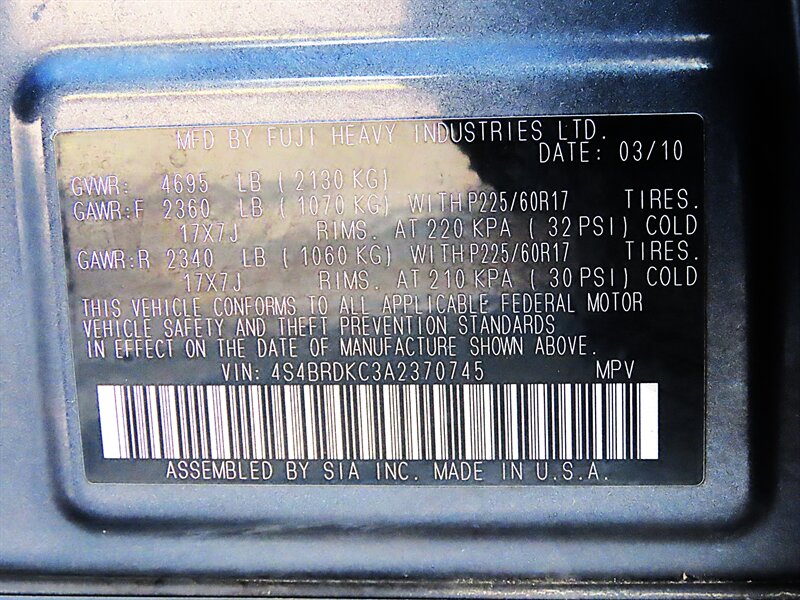 MFD BY FUJI HEAVY INDUSTRIES LTD.
DATE: 03/10
GVWR: 4695 LB ( 2130 KG)
GAWR:F 2360 LB ( 1070 KG) WITH P225/60R17 TIRES.
17X7J RIMS. AT 220 KPA ( 32 PSI) COLD
GAWR:R 2340 LB ( 1060 KG) WITH P225/60R17 TIRES.
17X7J RIMS. AT 210 KPA ( 30 PSI) COLD
THIS VEHICLE CONFORMS TO ALL APPLICABLE FEDERAL MOTOR
VEHICLE SAFETY AND THEFT PREVENTION STANDARDS
IN EFFECT ON THE DATE OF MANUFACTURE SHOWN ABOVE.
VIN: 4S4BRDKC3A2370745 MPV
ASSEMBLED BY SIA INC. MADE IN U.S.A.